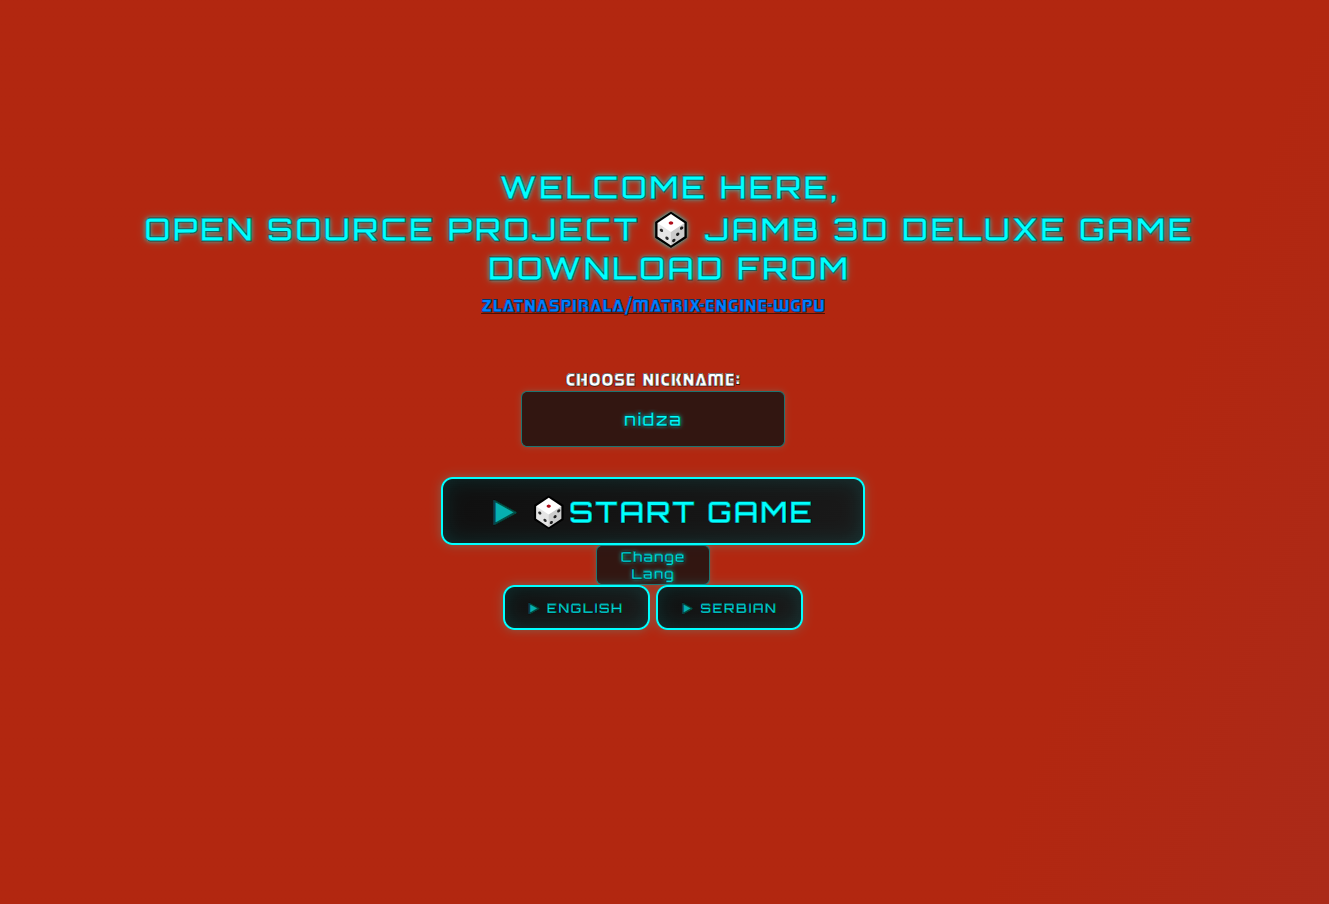 WELCOME HERE,
OPEN SOURCE PROJECT 🎲 JAMB 3D DELUXE GAME
DOWNLOAD FROM
ZLATNASPIRALA/MATRIX-ENGINE-WGPU
CHOOSE NICKNAME:
nidza
▶ 🎲START GAME
Change
Lang
▶ ENGLISH ▶ SERBIAN